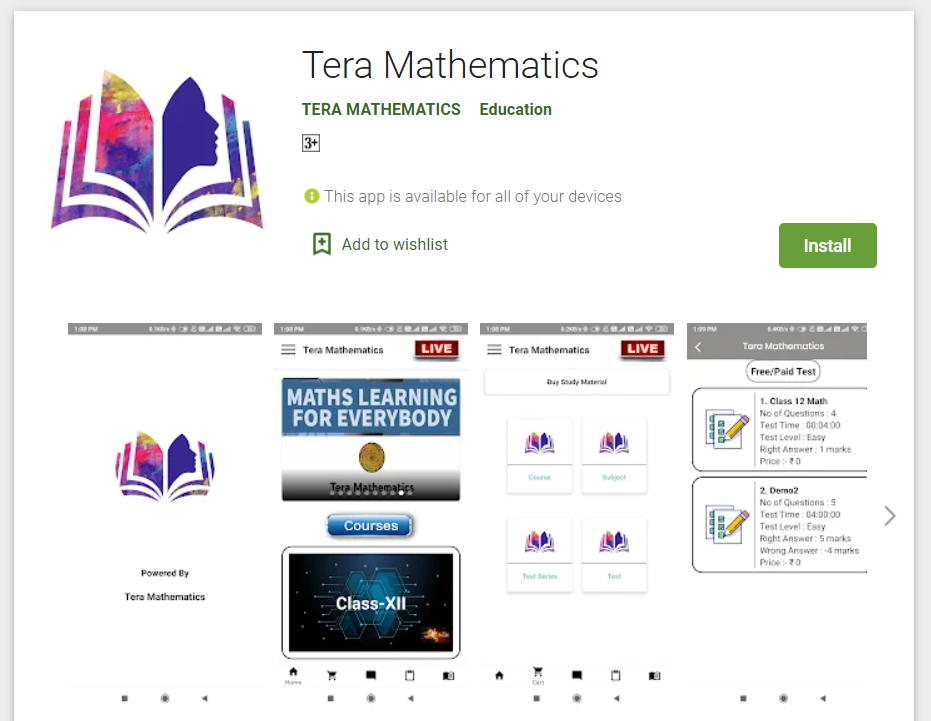 Tera Mathematics
TERA MATHEMATICS Education
3+
This app is available for all of your devices
Add to wishlist
Install
1:08 PM
Powered By
Tera Mathematics
1:08 PM
Tera Mathematics LIVE
MATHS LEARNING
FOR EVERYBODY
Tera Mathematics
Courses
Class-XII
Home
1:08 PM
Tera Mathematics LIVE
Buy Study Material
Course Subject
Test Series Test
Cart
1:09 PM
Tera Mathematics
Free/Paid Test
1. Class 12 Math
No of Questions : 4
Test Time : 00:04:00
Test Level : Easy
Right Answer : 1 marks
Price :- ₹ 0
2. Demo2
No of Questions : 5
Test Time : 04:00:00
Test Level : Easy
Right Answer : 5 marks
Wrong Answer : -4 marks
Price :- ₹ 0